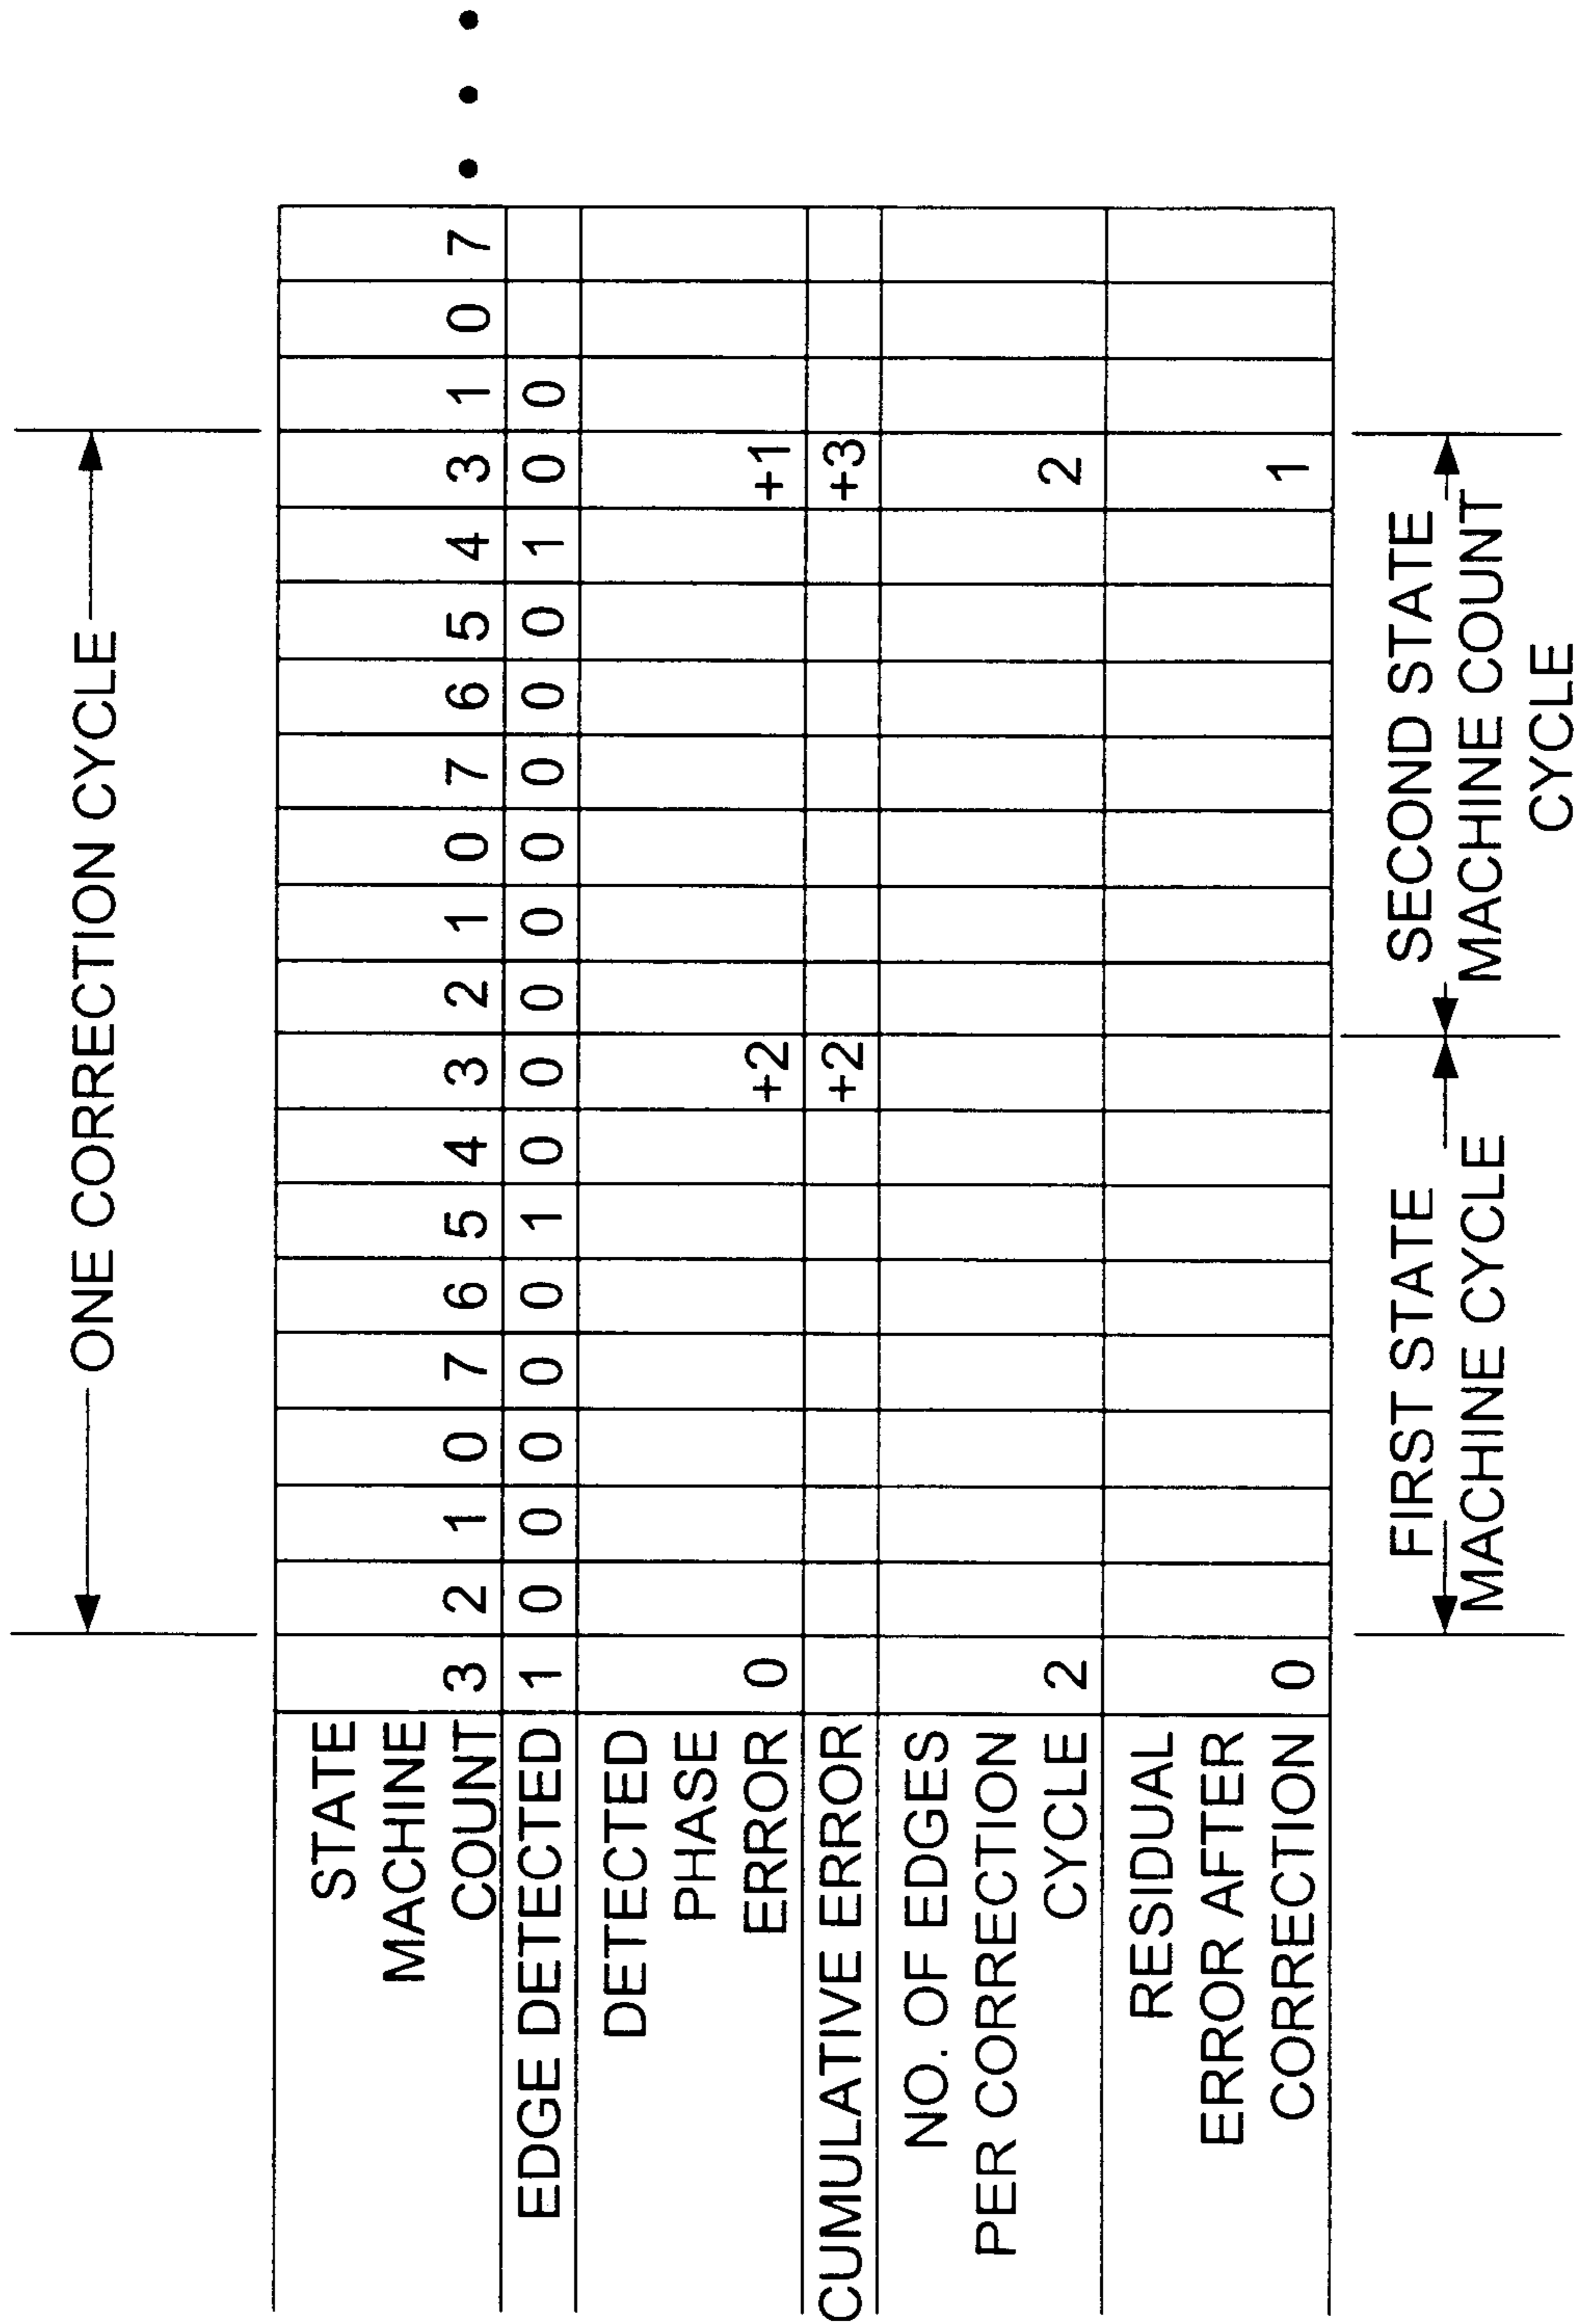 ONE CORRECTION CYCLE
STATE
MACHINE
COUNT 3 2 1 0 7 6 5 4 3 2 1 0 7 6 5 4 3 1 0 7
EDGE DETECTED 1 0 0 0 0 0 1 0 0 0 0 0 0 0 0 1 0 0
DETECTED
PHASE
ERROR 0 +2 +1
CUMULATIVE ERROR +2 +3
NO. OF EDGES
PER CORRECTION
CYCLE 2 2
RESIDUAL
ERROR AFTER
CORRECTION 0 1
FIRST STATE
MACHINE CYCLE
SECOND STATE
MACHINE COUNT
CYCLE